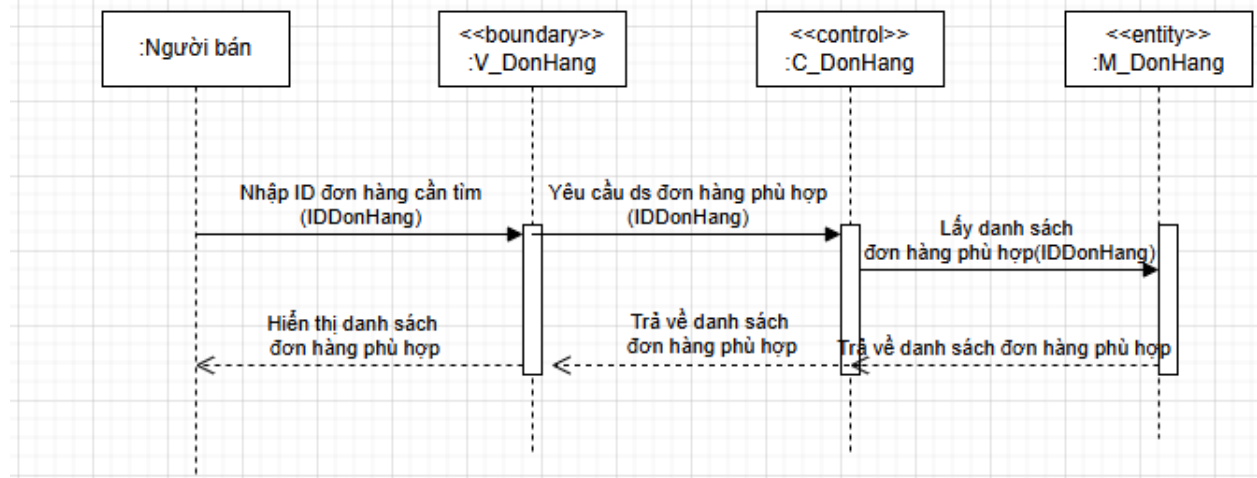 :Người bán
<<boundary>>
:V_DonHang
<<control>>
:C_DonHang
<<entity>>
:M_DonHang
Nhập ID đơn hàng cần tìm
(IDDonHang)
Yêu cầu ds đơn hàng phù hợp
(IDDonHang)
Lấy danh sách
đơn hàng phù hợp(IDDonHang)
Hiển thị danh sách
đơn hàng phù hợp
Trả về danh sách
đơn hàng phù hợp
Trả về danh sách đơn hàng phù hợp